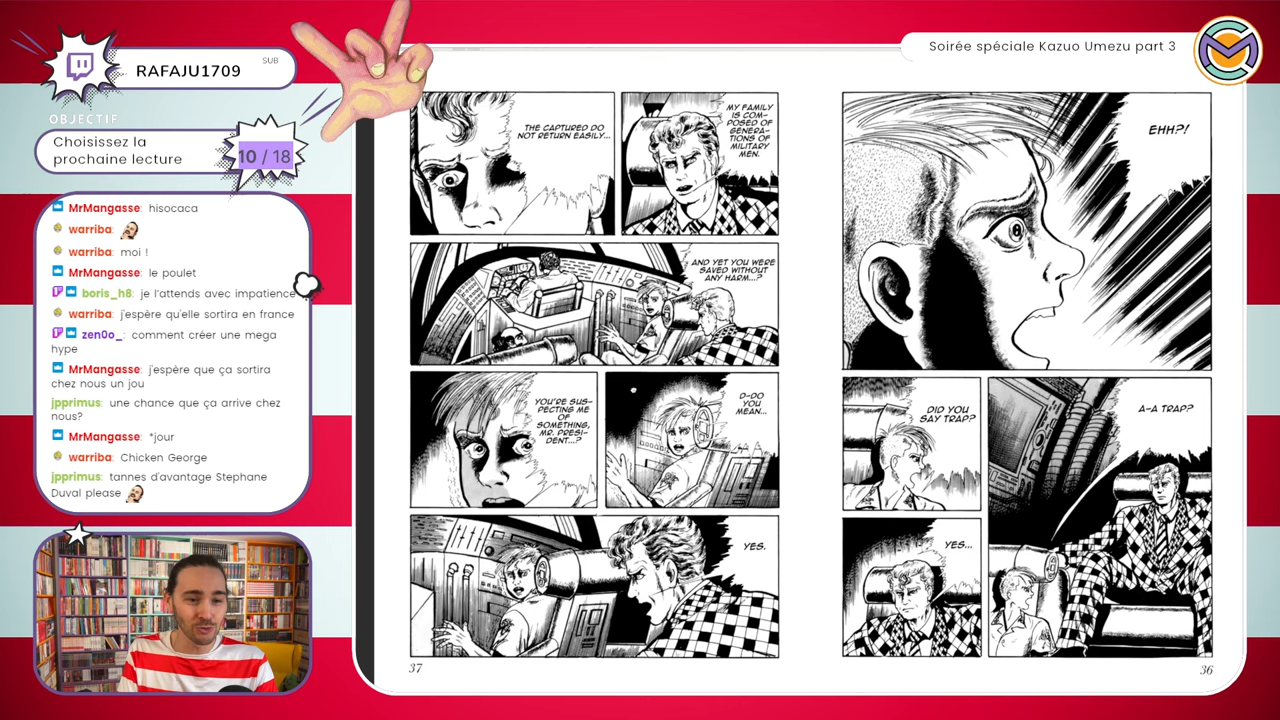 RAFAJU1709
SUB
OBJECTIF
Choisissez la
prochaine lecture
10 / 18
MrMangasse: hisocaca
warriba:
warriba: moi !
MrMangasse: le poulet
boris_h8: je l'attends avec impatience
warriba: j'espère qu'elle sortira en france
zen0o_: comment créer une mega
hype
MrMangasse: j'espère que ça sortira
chez nous un jou
jpprimus: une chance que ça arrive chez
nous?
MrMangasse: *jour
warriba: Chicken George
jpprimus: tannes d'avantage Stephane
Duval please
Soirée spéciale Kazuo Umezu part 3
EHH?!
DID YOU
SAY TRAP?
A-A TRAP?
YES...
36
MY FAMILY
IS COM-
POSED OF
GENERA-
TIONS OF
MILITARY
MEN.
THE CAPTURED DO
NOT RETURN EASILY...
AND YET YOU WERE
SAVED WITHOUT
ANY HARM...?
D-DO
YOU
MEAN...
YOU'RE SUS-
PECTING ME
OF
SOMETHING,
MR. PRESI-
DENT...?
YES.
37